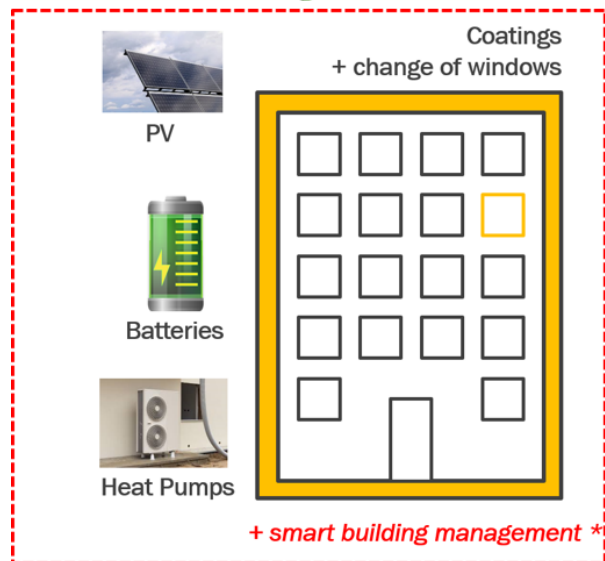 Coatings
+ change of windows
PV
Batteries
Heat Pumps
+ smart building management *